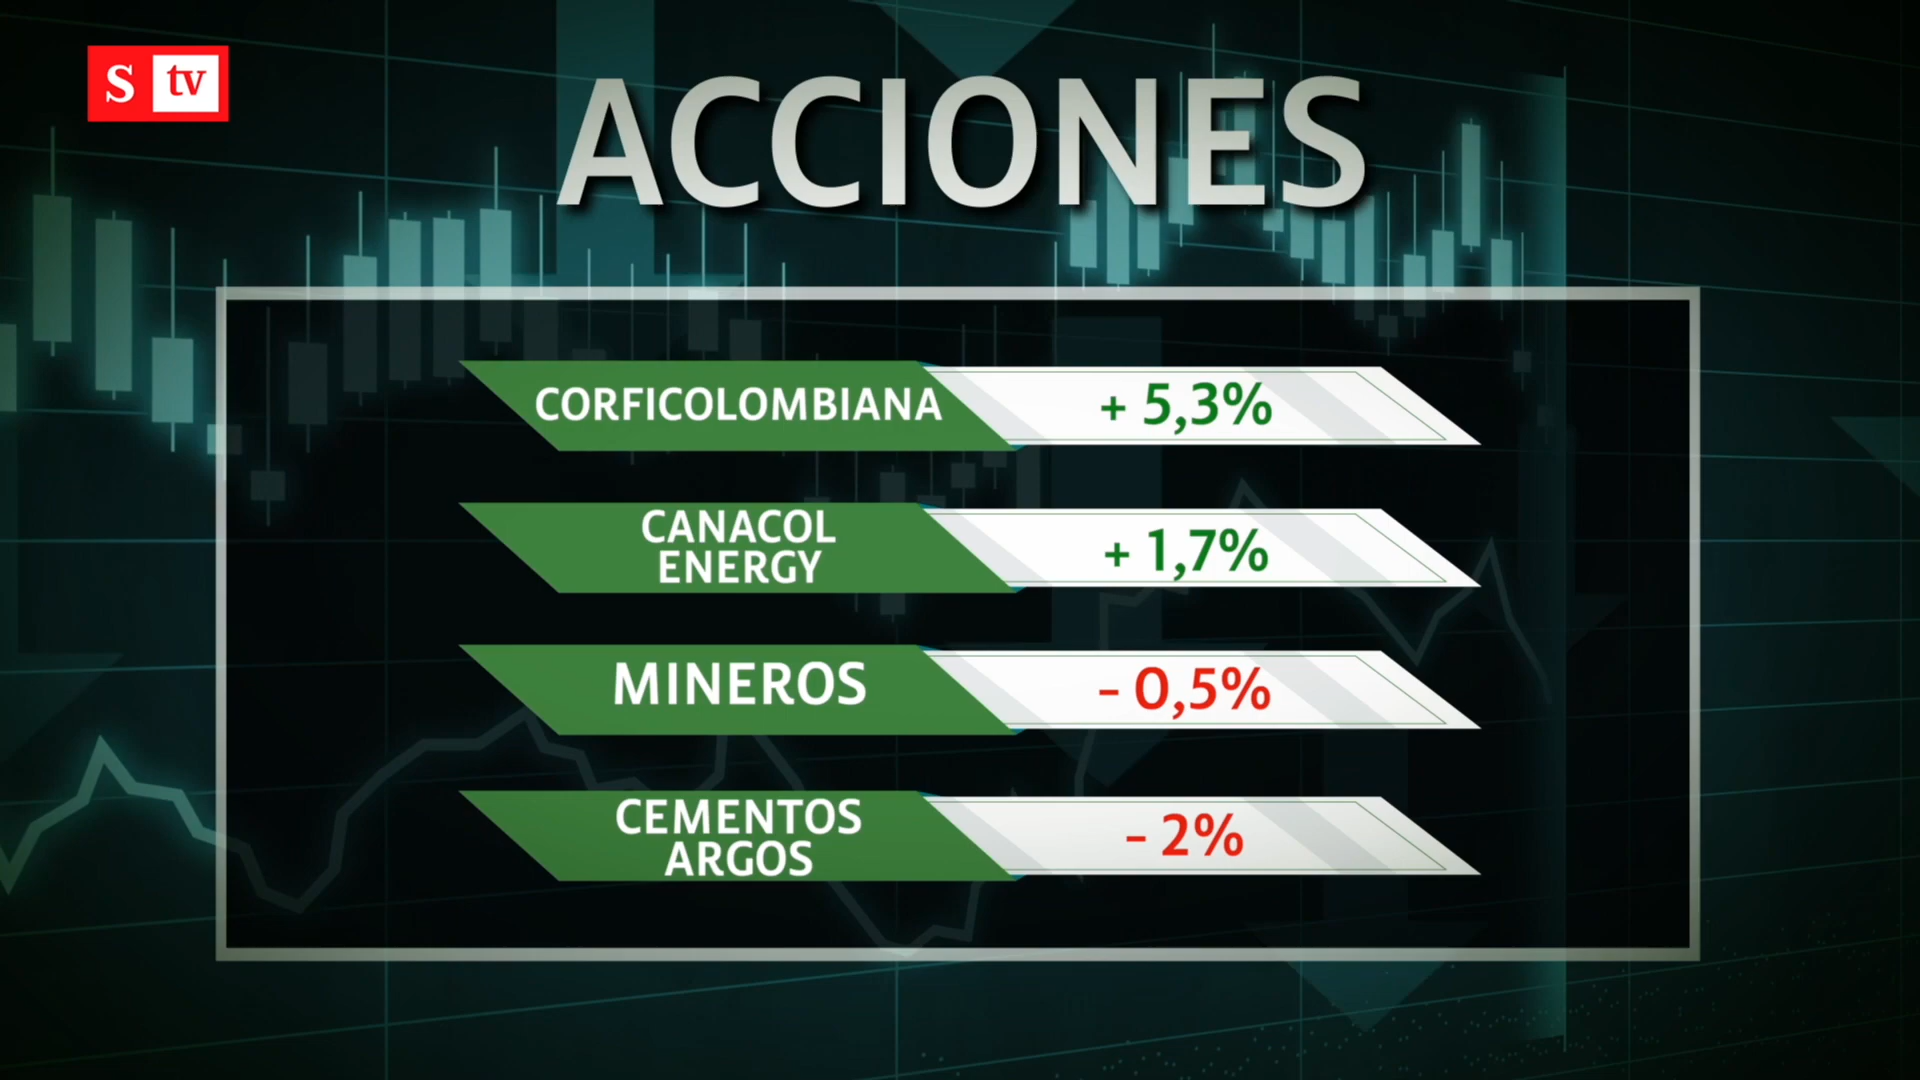 S tv
ACCIONES
CORFICOLOMBIANA + 5,3%
CANACOL
ENERGY
+ 1,7%
MINEROS - 0,5%
CEMENTOS
ARGOS
- 2%